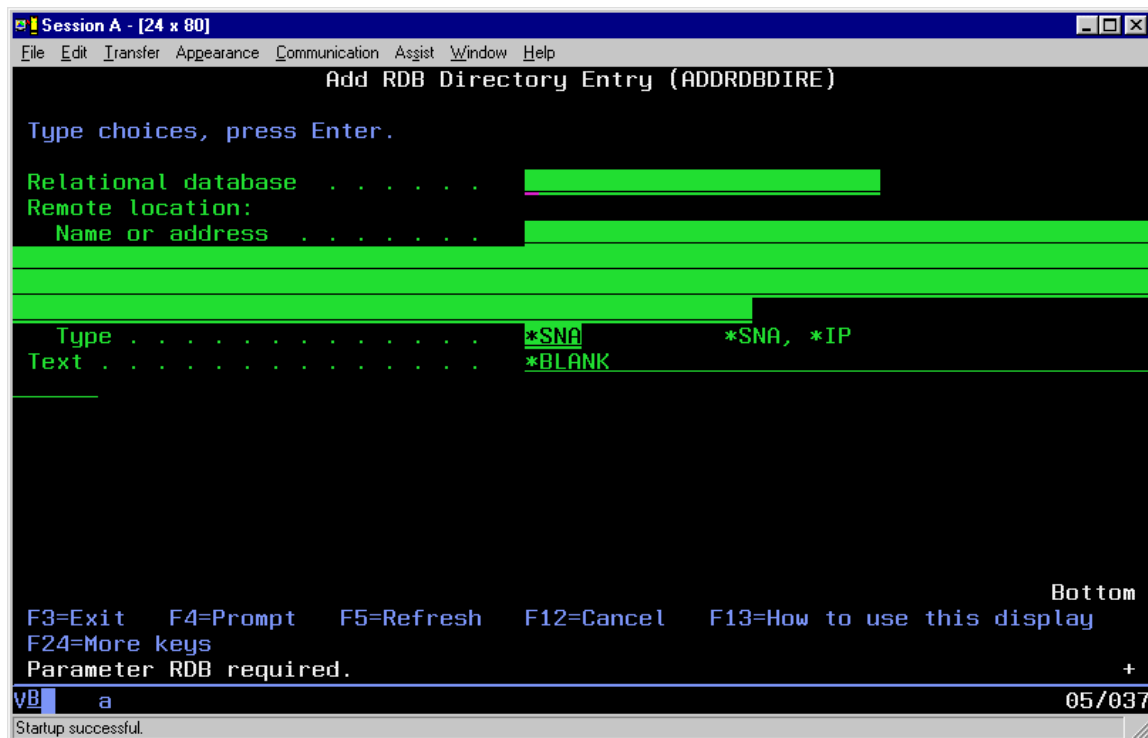 Session A - [24 x 80]
File Edit Transfer Appearance Communication Assist Window Help
Add RDB Directory Entry (ADDRDBDIRE)
Type choices, press Enter.
Relational database . . . . . .
Remote location:
Name or address . . . . . . .
Type . . . . . . . . . . . . . *SNA *SNA, *IP
Text . . . . . . . . . . . . . . *BLANK
Bottom
F3=Exit F4=Prompt F5=Refresh F12=Cancel F13=How to use this display
F24=More keys
Parameter RDB required. +
VB a 05/037
Startup successful.